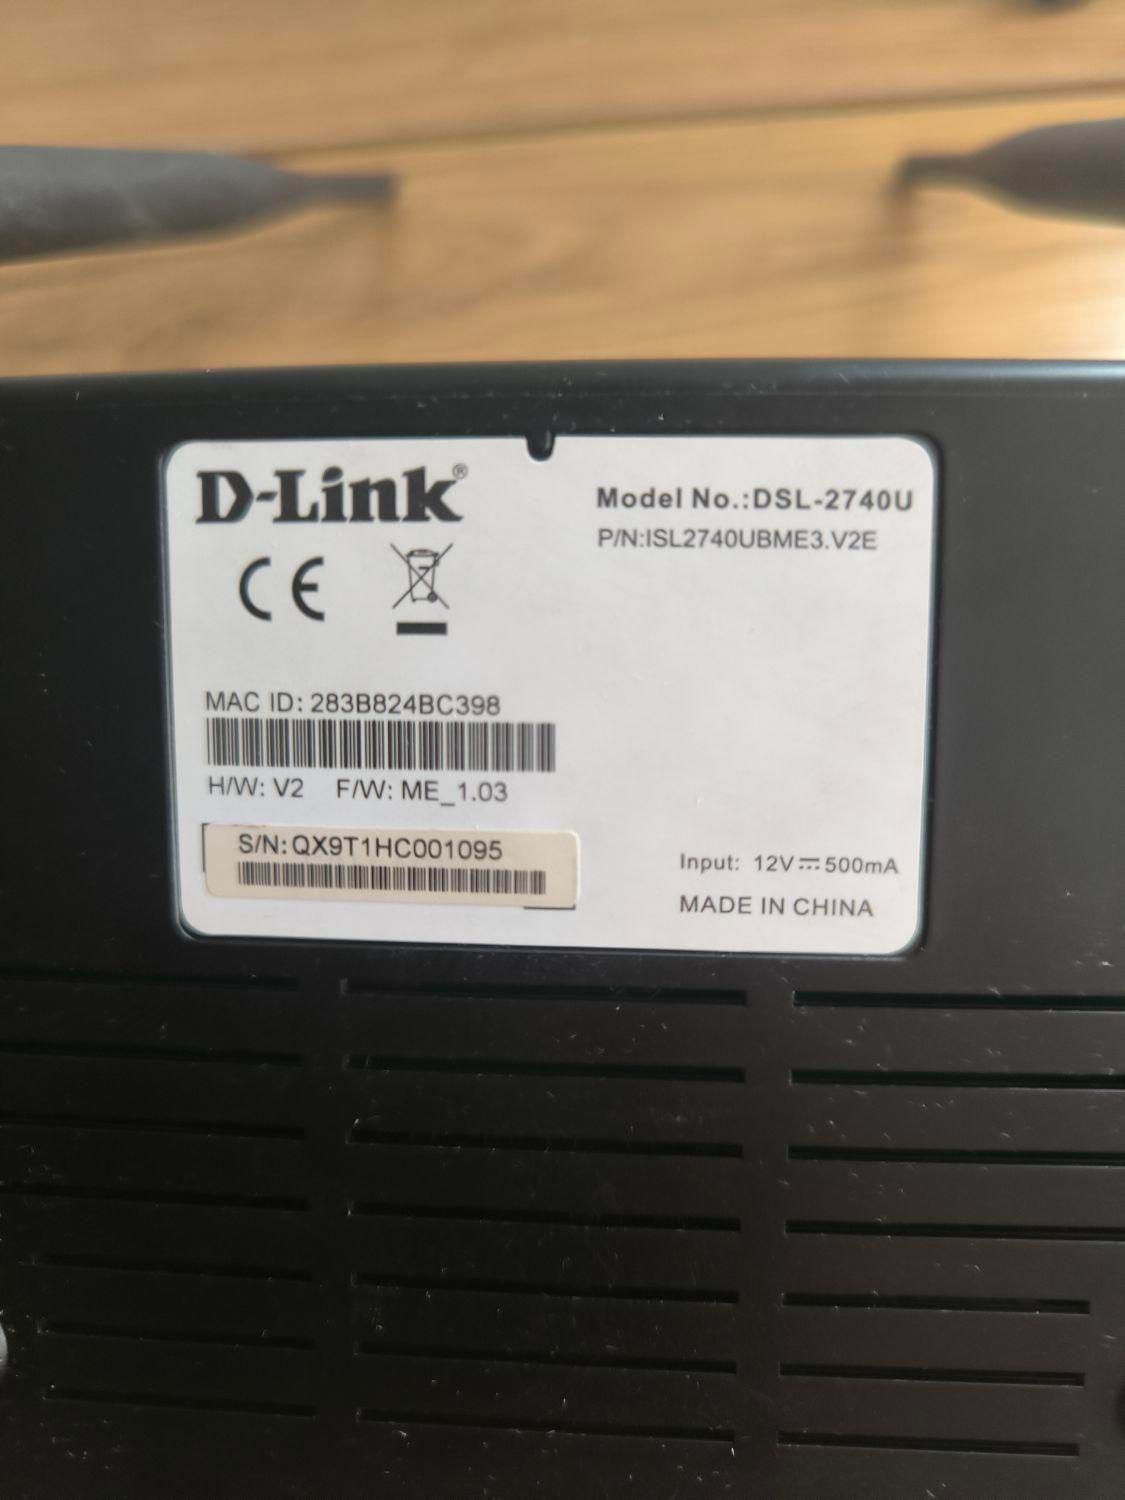 D-Link®
Model No.:DSL-2740U
P/N:ISL2740UBME3.V2E
CE
MAC ID: 283B824BC398
H/W: V2 F/W: ME_1.03
S/N:QX9T1HC001095
Input: 12V⎓500mA
MADE IN CHINA